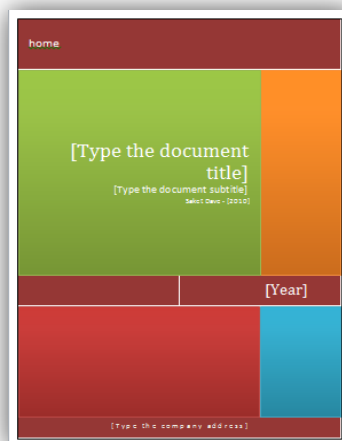 home
[Type the document
title]
[Type the document subtitle]
[Year]
[Type the company address]